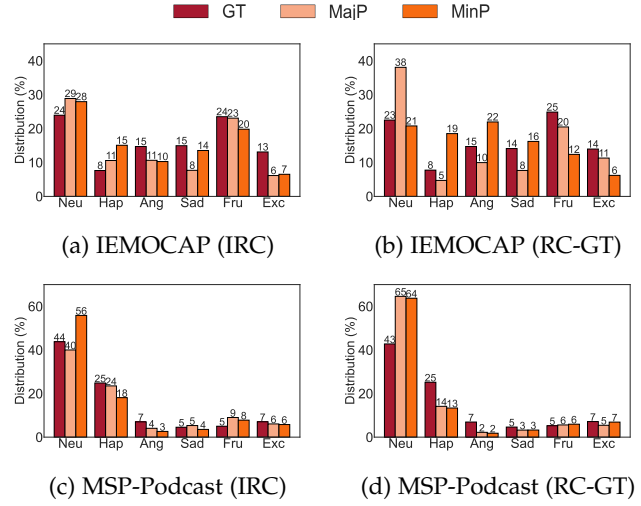 GT MajP MinP
Distribution (%)
40
30
20
10
0
24 29 28 8 11 15 15 11 10 15 8 14 24 23 20 13 6 7
Neu Hap Ang Sad Fru Exc
(a) IEMOCAP (IRC)
Distribution (%)
40
30
20
10
0
23 38 21 8 5 19 15 10 22 14 8 16 25 20 12 14 11 6
Neu Hap Ang Sad Fru Exc
(b) IEMOCAP (RC-GT)
Distribution (%)
60
40
20
0
44 40 56 25 24 18 7 4 3 5 5 4 5 9 8 7 6 6
Neu Hap Ang Sad Fru Exc
(c) MSP-Podcast (IRC)
Distribution (%)
60
40
20
0
43 65 64 25 14 13 7 2 2 5 3 3 5 6 6 7 5 7
Neu Hap Ang Sad Fru Exc
(d) MSP-Podcast (RC-GT)